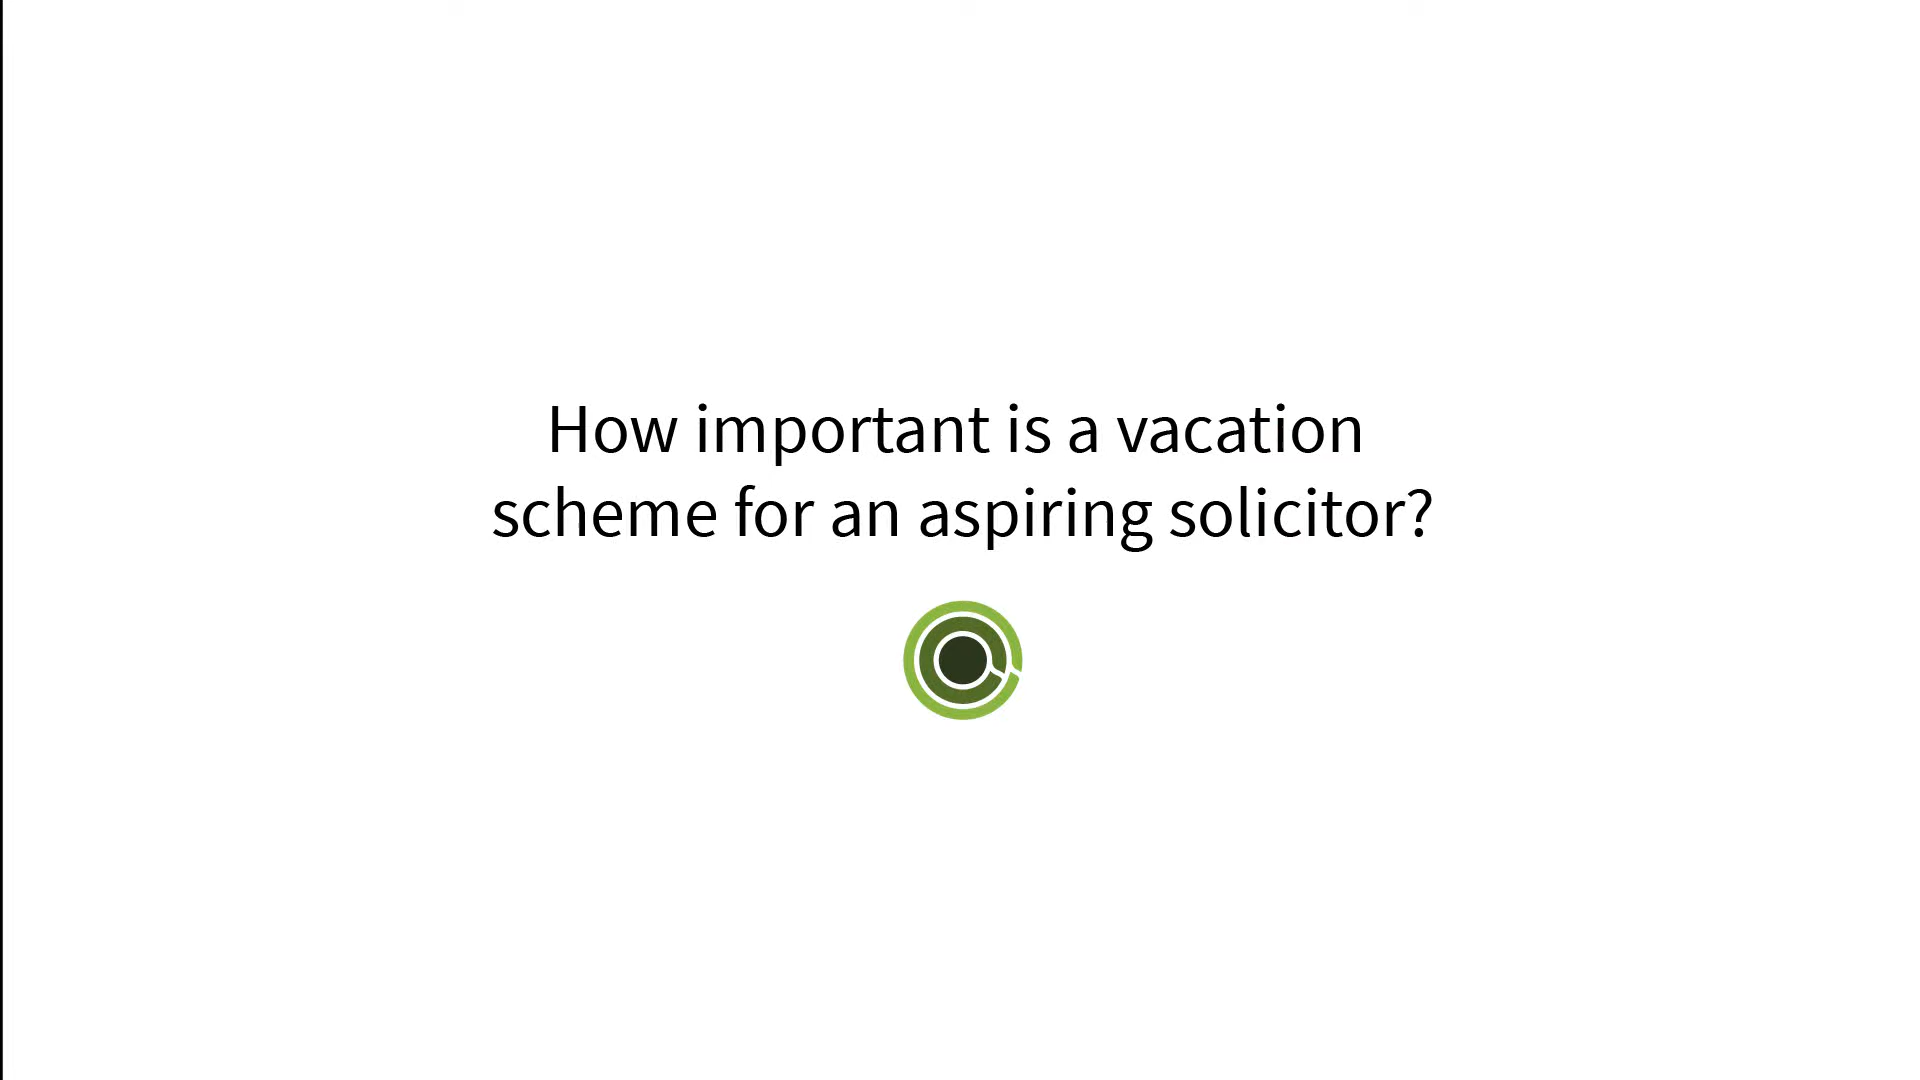 How important is a vacation
scheme for an aspiring solicitor?